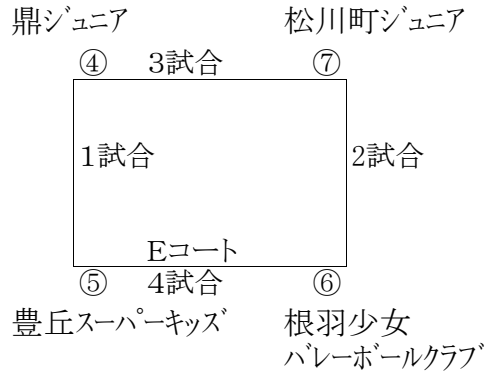 鼎ジュニア 松川町ジュニア
④ 3試合 ⑦
1試合 2試合
Eコート
⑤ 4試合 ⑥
豊丘スーパーキッズ 根羽少女
バレーボールクラブ